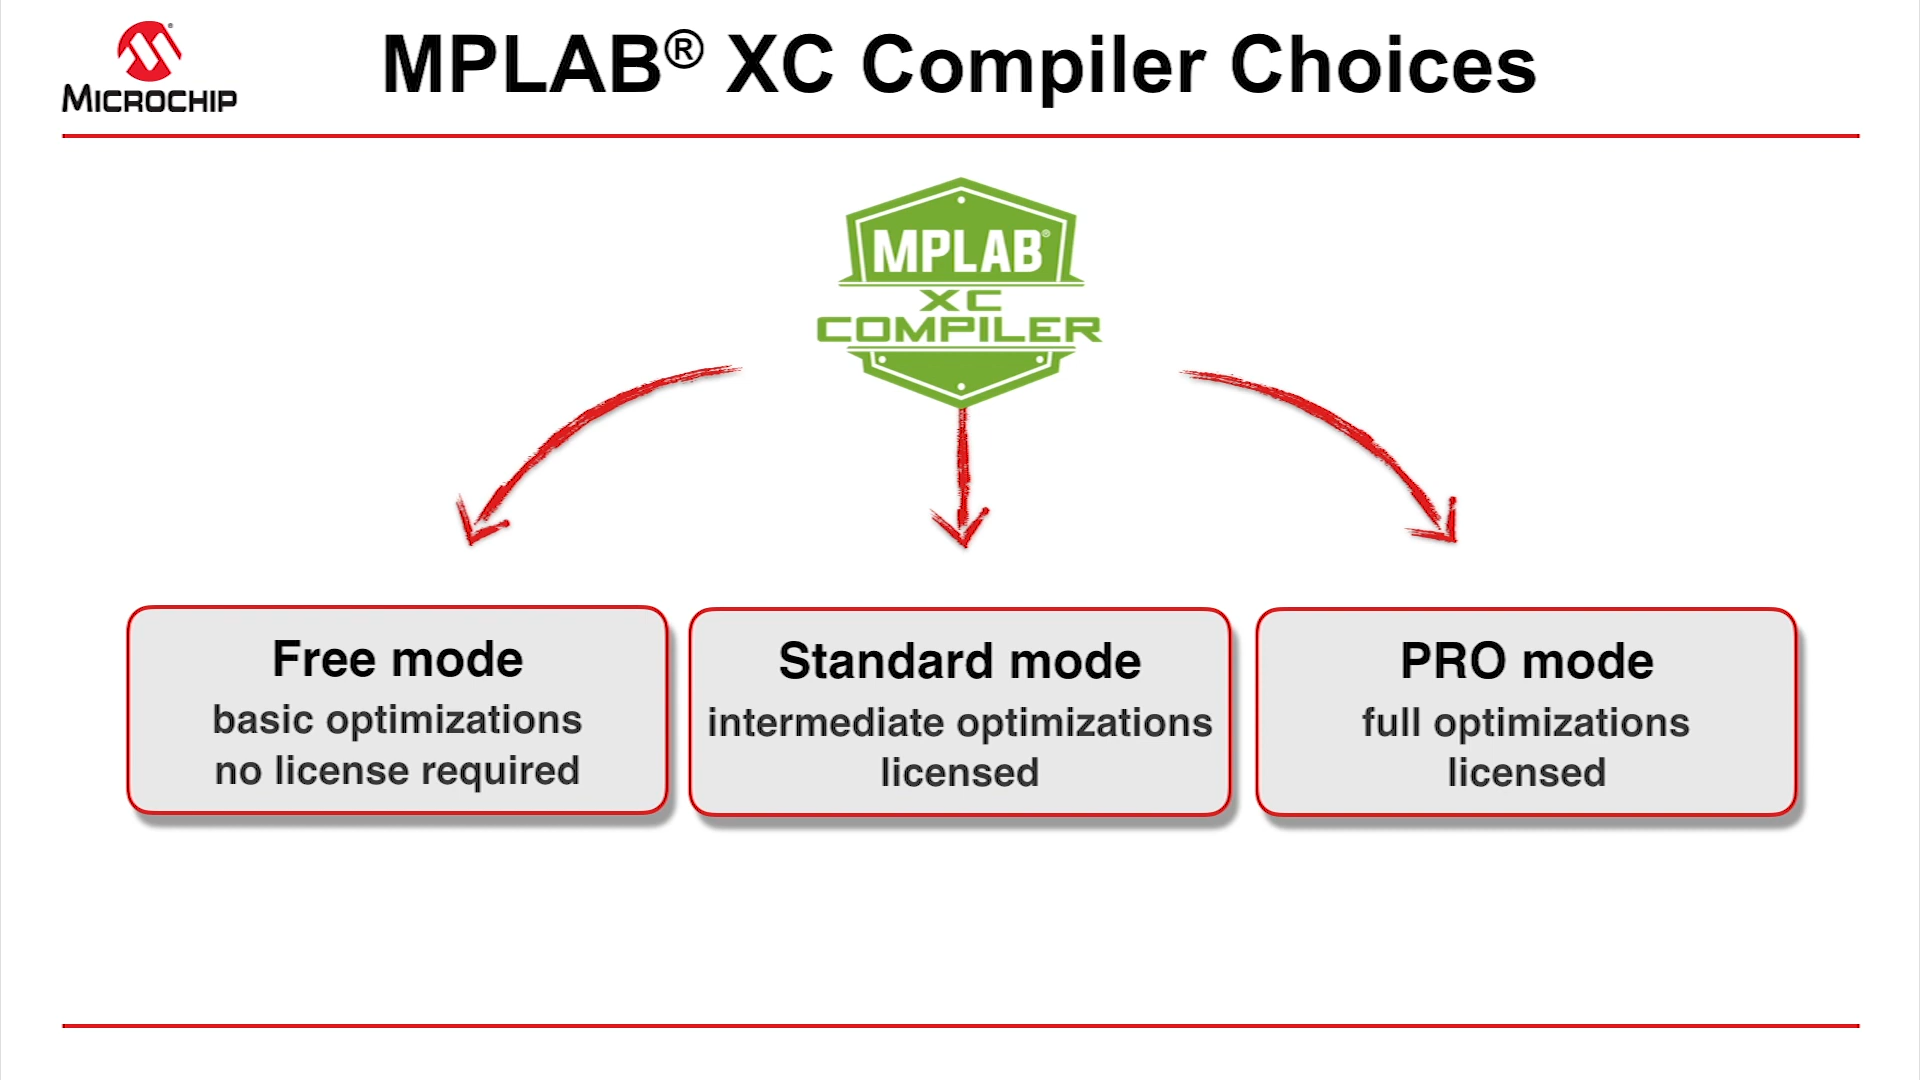 MICROCHIP
MPLAB® XC Compiler Choices
MPLAB®
XC
COMPILER
Free mode
basic optimizations
no license required
Standard mode
intermediate optimizations
licensed
PRO mode
full optimizations
licensed